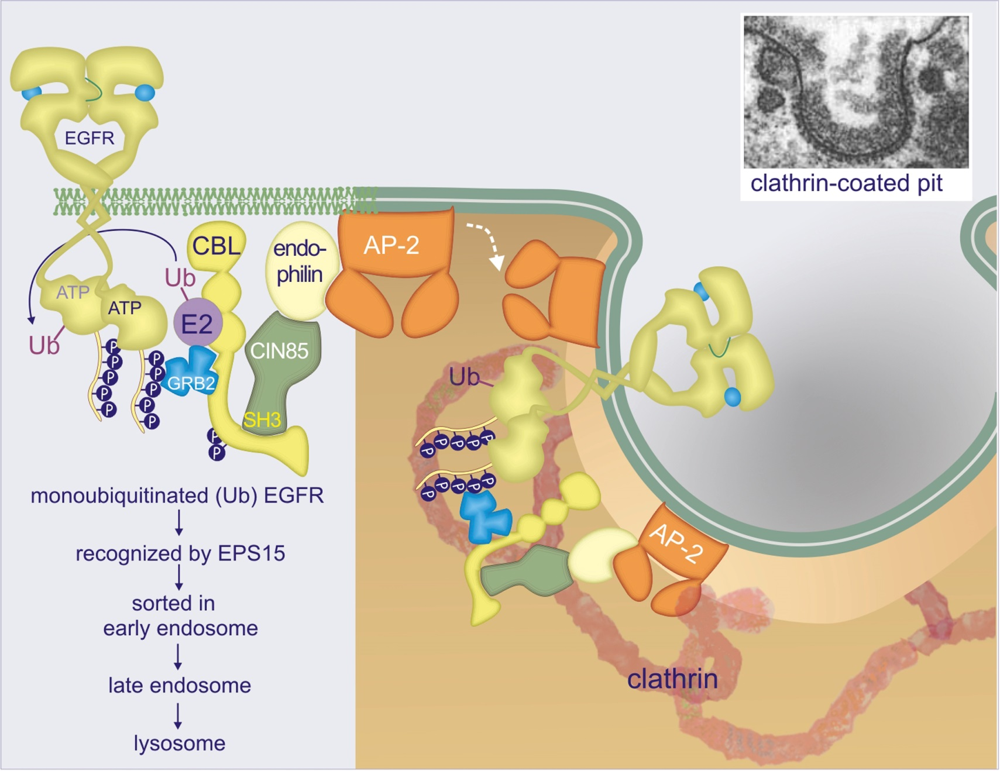 clathrin-coated pit
EGFR
CBL
endo-
philin
AP-2
Ub
ATP
ATP
E2
Ub
CIN85
GRB2
P
P
P
P
P
P
P
P
P
P
SH3
P
P
Ub
P
P
P
P
P
P
P
P
P
P
AP-2
clathrin
monoubiquitinated (Ub) EGFR
recognized by EPS15
sorted in
early endosome
late endosome
lysosome